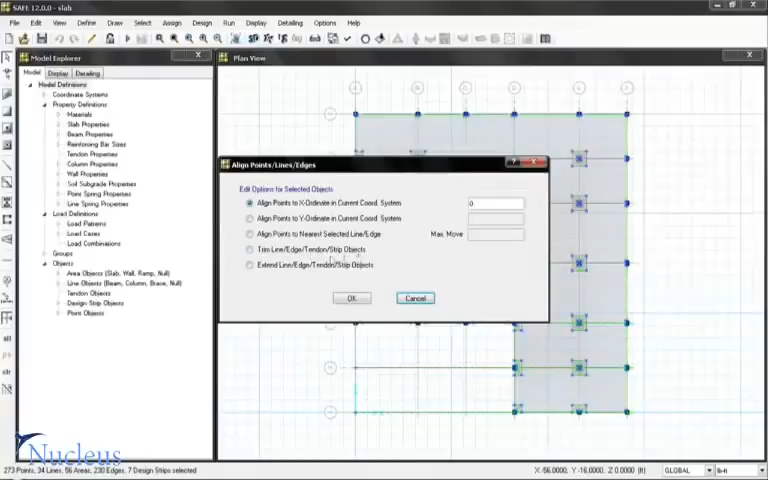 SAFE 12.0.0 - slab
File Edit View Define Draw Select Assign Design Run Display Detailing Options Help
Model Explorer
Plan View
Model Display Detailing
Model Definitions
Coordinate Systems
Property Definitions
Materials
Slab Properties
Beam Properties
Reinforcing Bar Sizes
Tendon Properties
Column Properties
Wall Properties
Soil Subgrade Properties
Point Spring Properties
Line Spring Properties
Load Definitions
Load Patterns
Load Cases
Load Combinations
Groups
Objects
Area Objects (Slab, Wall, Ramp, Null)
Line Objects (Beam, Column, Brace, Null)
Tendon Objects
Design Strip Objects
Point Objects
Align Points/Lines/Edges
Edit Options for Selected Objects
Align Points to X-Ordinate in Current Coord. System 0
Align Points to Y-Ordinate in Current Coord. System
Align Points to Nearest Selected Line/Edge Max. Move
Trim Line/Edge/Tendon/Strip Objects
Extend Line/Edge/Tendon/Strip Objects
OK Cancel
all
ps
clr
Nucleus
273 Points, 34 Lines, 56 Areas, 230 Edges, 7 Design Strips selected
X-56.0000, Y-16.0000, Z 0.0000 (ft) GLOBAL lb-ft